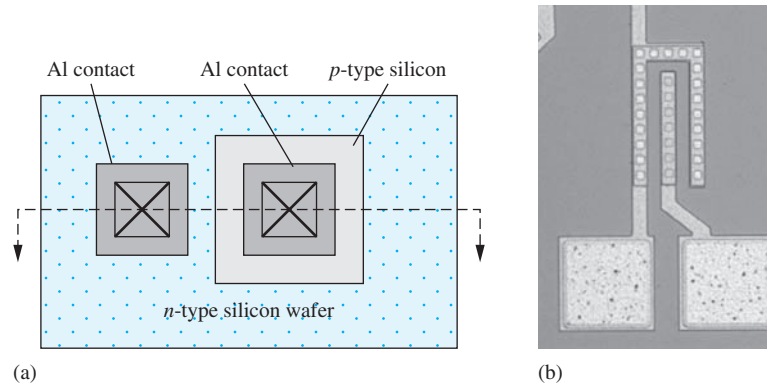 Al contact
Al contact
p-type silicon
n-type silicon wafer
(a)
(b)